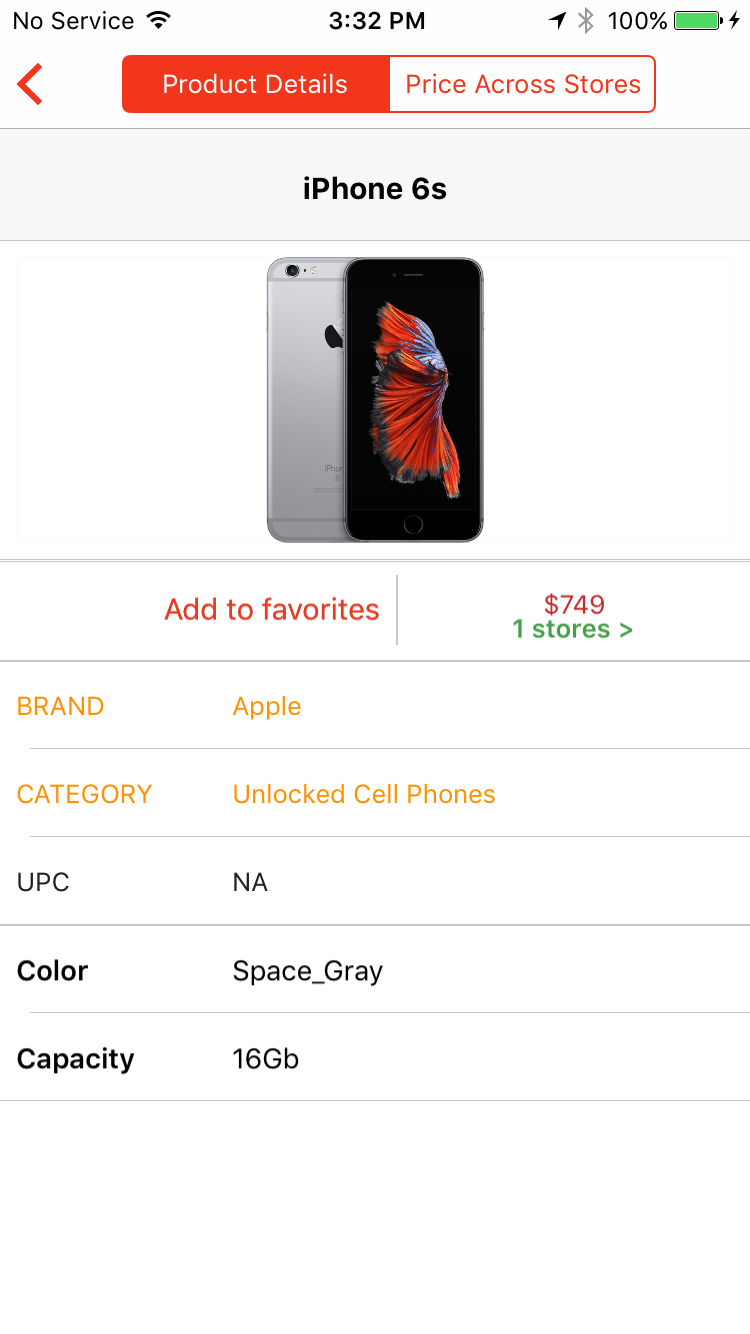 No Service 3:32 PM 100%
Product Details Price Across Stores
iPhone 6s
Add to favorites
$749
1 stores >
BRAND Apple
CATEGORY Unlocked Cell Phones
UPC NA
Color Space_Gray
Capacity 16Gb